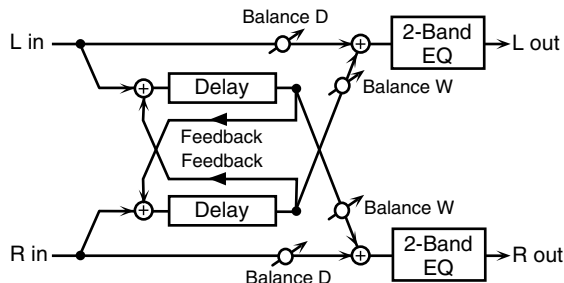 Balance D
L in
2-Band
EQ
L out
Delay
Balance W
Feedback
Feedback
Delay
Balance W
R in
2-Band
EQ
R out
Balance D